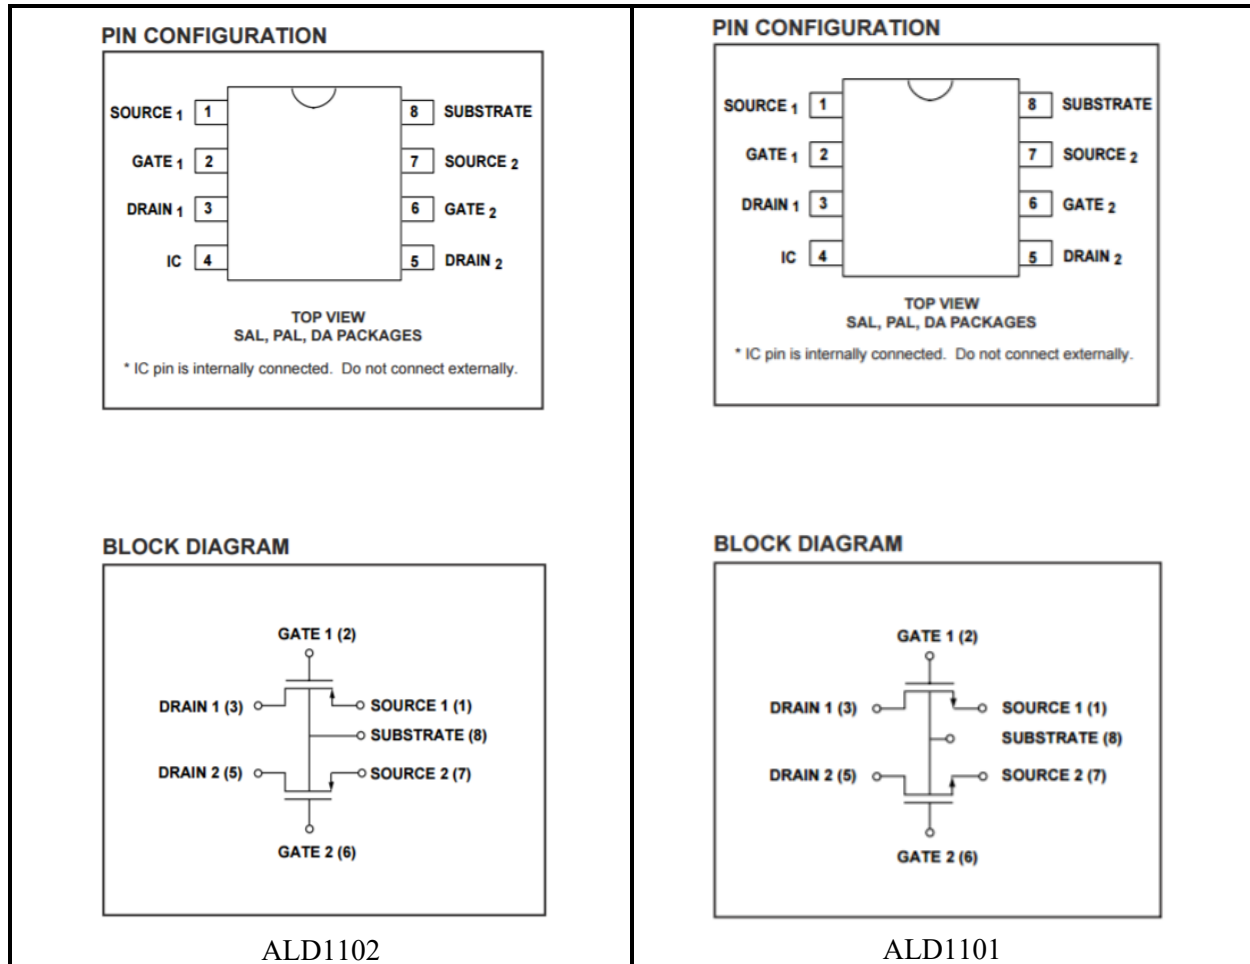 PIN CONFIGURATION
SOURCE 1 1 8 SUBSTRATE
GATE 1 2 7 SOURCE 2
DRAIN 1 3 6 GATE 2
IC 4 5 DRAIN 2
TOP VIEW
SAL, PAL, DA PACKAGES
* IC pin is internally connected. Do not connect externally.
BLOCK DIAGRAM
GATE 1 (2)
DRAIN 1 (3) SOURCE 1 (1)
SUBSTRATE (8)
DRAIN 2 (5) SOURCE 2 (7)
GATE 2 (6)
ALD1102
PIN CONFIGURATION
SOURCE 1 1 8 SUBSTRATE
GATE 1 2 7 SOURCE 2
DRAIN 1 3 6 GATE 2
IC 4 5 DRAIN 2
TOP VIEW
SAL, PAL, DA PACKAGES
* IC pin is internally connected. Do not connect externally.
BLOCK DIAGRAM
GATE 1 (2)
DRAIN 1 (3) SOURCE 1 (1)
SUBSTRATE (8)
DRAIN 2 (5) SOURCE 2 (7)
GATE 2 (6)
ALD1101